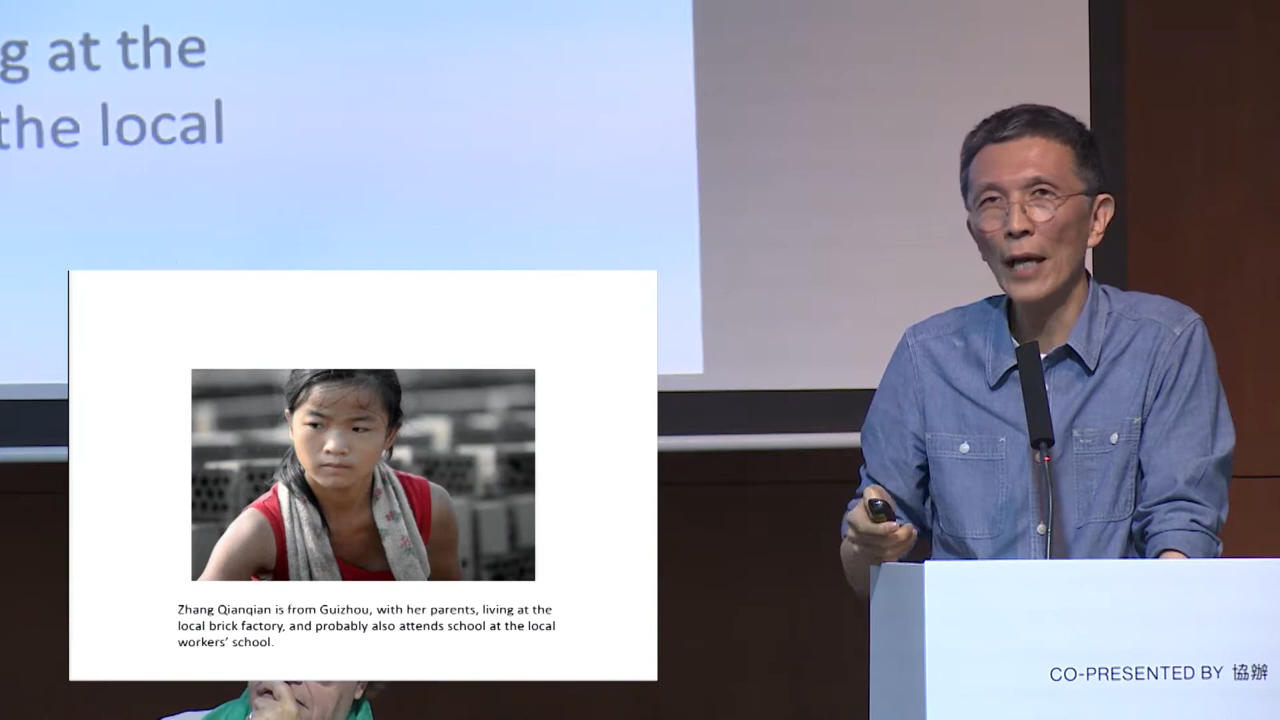 g at the
the local
Zhang Qianqian is from Guizhou, with her parents, living at the
local brick factory, and probably also attends school at the local
workers’ school.
CO-PRESENTED BY 協辦